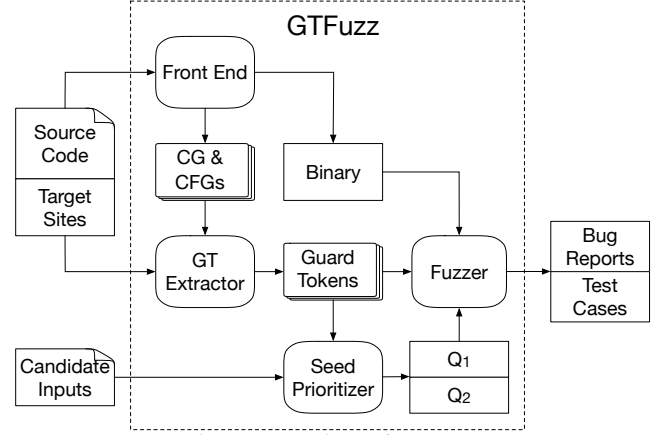 GTFuzz
Front End
Source
Code
Target
Sites
CG &
CFGs
Binary
GT
Extractor
Guard
Tokens
Fuzzer
Bug
Reports
Test
Cases
Candidate
Inputs
Seed
Prioritizer
Q1
Q2